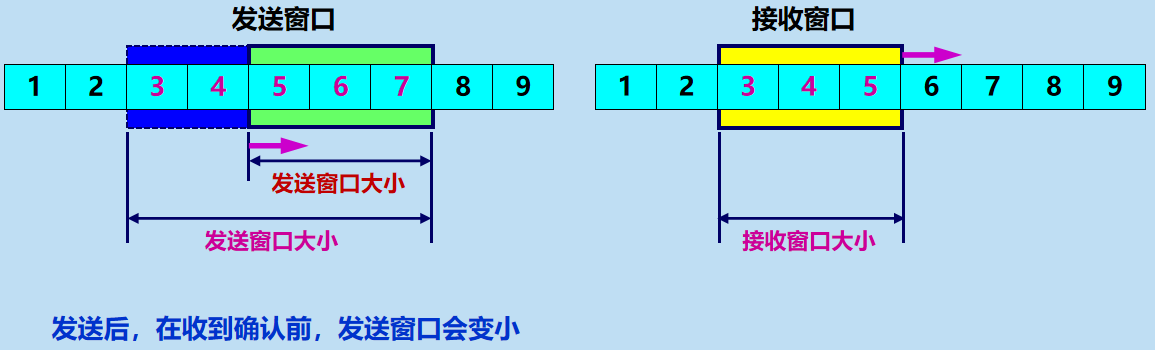 发送窗口 接收窗口
1 2 3 4 5 6 7 8 9 1 2 3 4 5 6 7 8 9
发送窗口大小
发送窗口大小 接收窗口大小
发送后，在收到确认前，发送窗口会变小